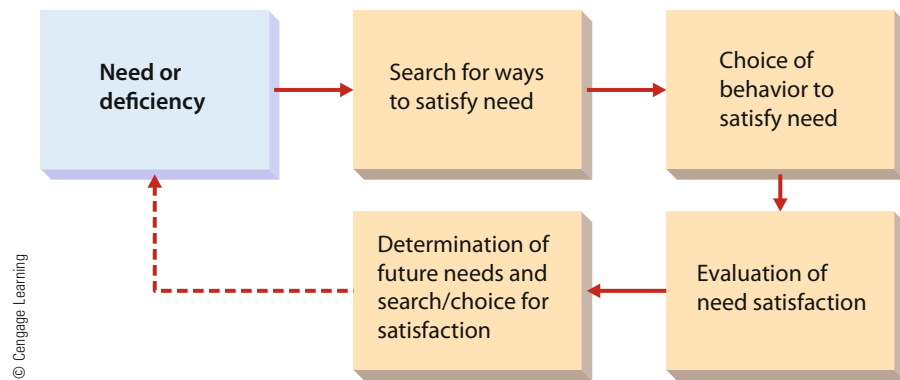 Need or
deficiency
Search for ways
to satisfy need
Choice of
behavior to
satisfy need
Evaluation of
need satisfaction
Determination of
future needs and
search/choice for
satisfaction
© Cengage Learning